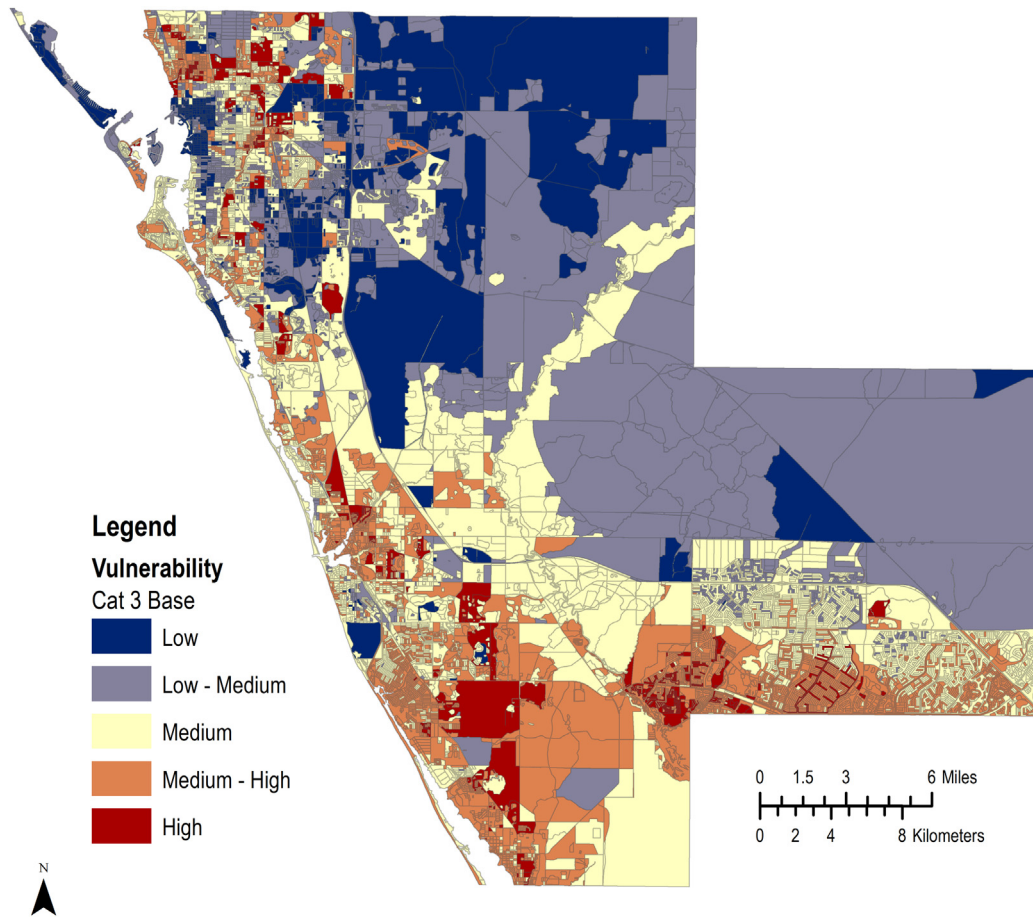 Legend
Vulnerability
Cat 3 Base
Low
Low - Medium
Medium
Medium - High
High
N
0 1.5 3 6 Miles
0 2 4 8 Kilometers